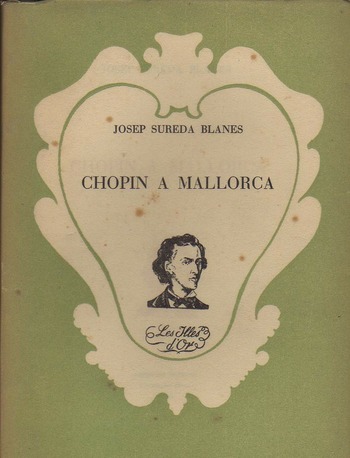 JOSEP SUREDA BLANES
CHOPIN A MALLORCA
Les Illes
d'Or